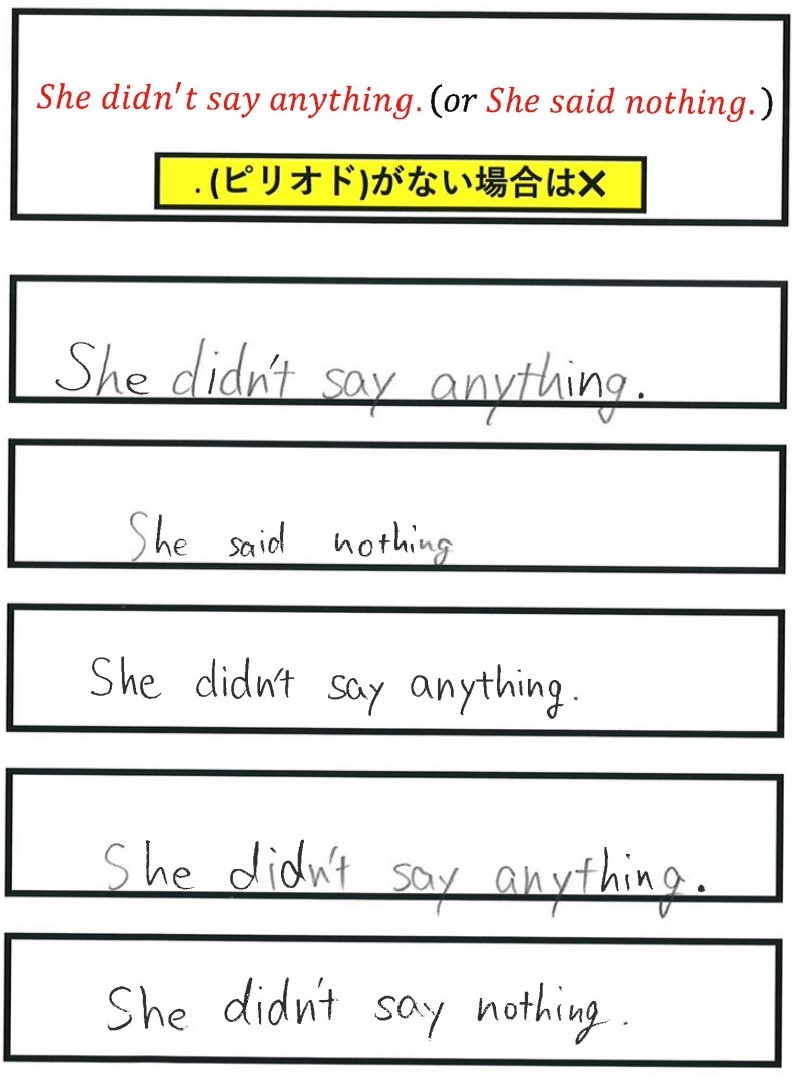 She didn't say anything. (or She said nothing.)
. (ピリオド)がない場合は×
She didn't say anything.
She said nothing
She didn't say anything.
She didn't say anything.
She didn't say nothing.